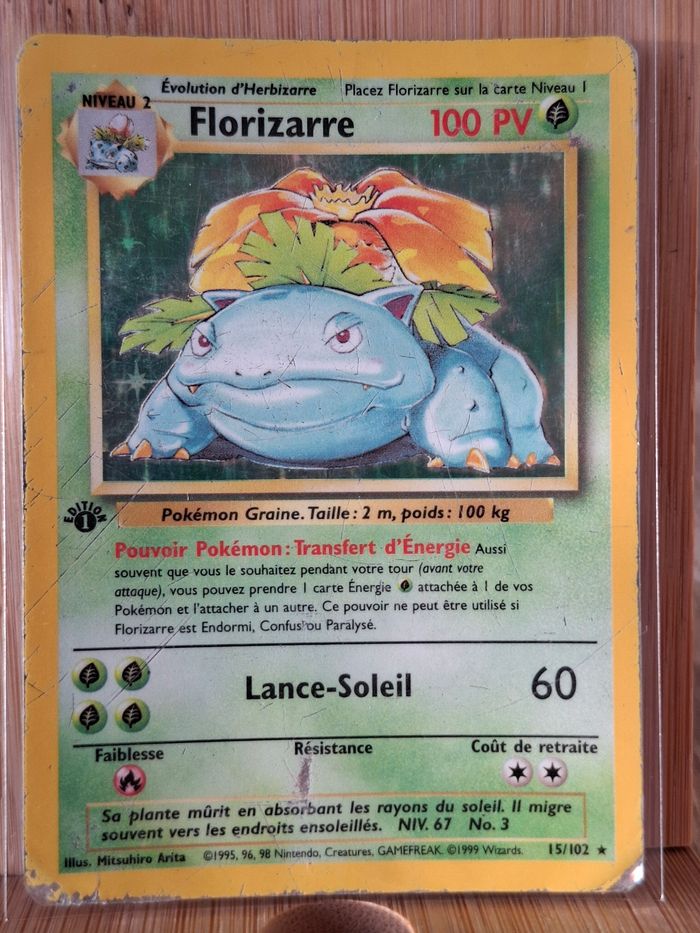 Évolution d'Herbizarre Placez Florizarre sur la carte Niveau 1
NIVEAU 2
Florizarre 100 PV
EDITION 1
Pokémon Graine. Taille : 2 m, poids : 100 kg
Pouvoir Pokémon : Transfert d'Énergie Aussi
souvent que vous le souhaitez pendant votre tour (avant votre
attaque), vous pouvez prendre 1 carte Énergie attachée à 1 de vos
Pokémon et l'attacher à un autre. Ce pouvoir ne peut être utilisé si
Florizarre est Endormi, Confus ou Paralysé.
Lance-Soleil 60
Faiblesse Résistance Coût de retraite
Sa plante mûrit en absorbant les rayons du soleil. Il migre
souvent vers les endroits ensoleillés. NIV. 67 No. 3
Illus. Mitsuhiro Arita ©1995, 96, 98 Nintendo, Creatures, GAMEFREAK. ©1999 Wizards. 15/102 ★